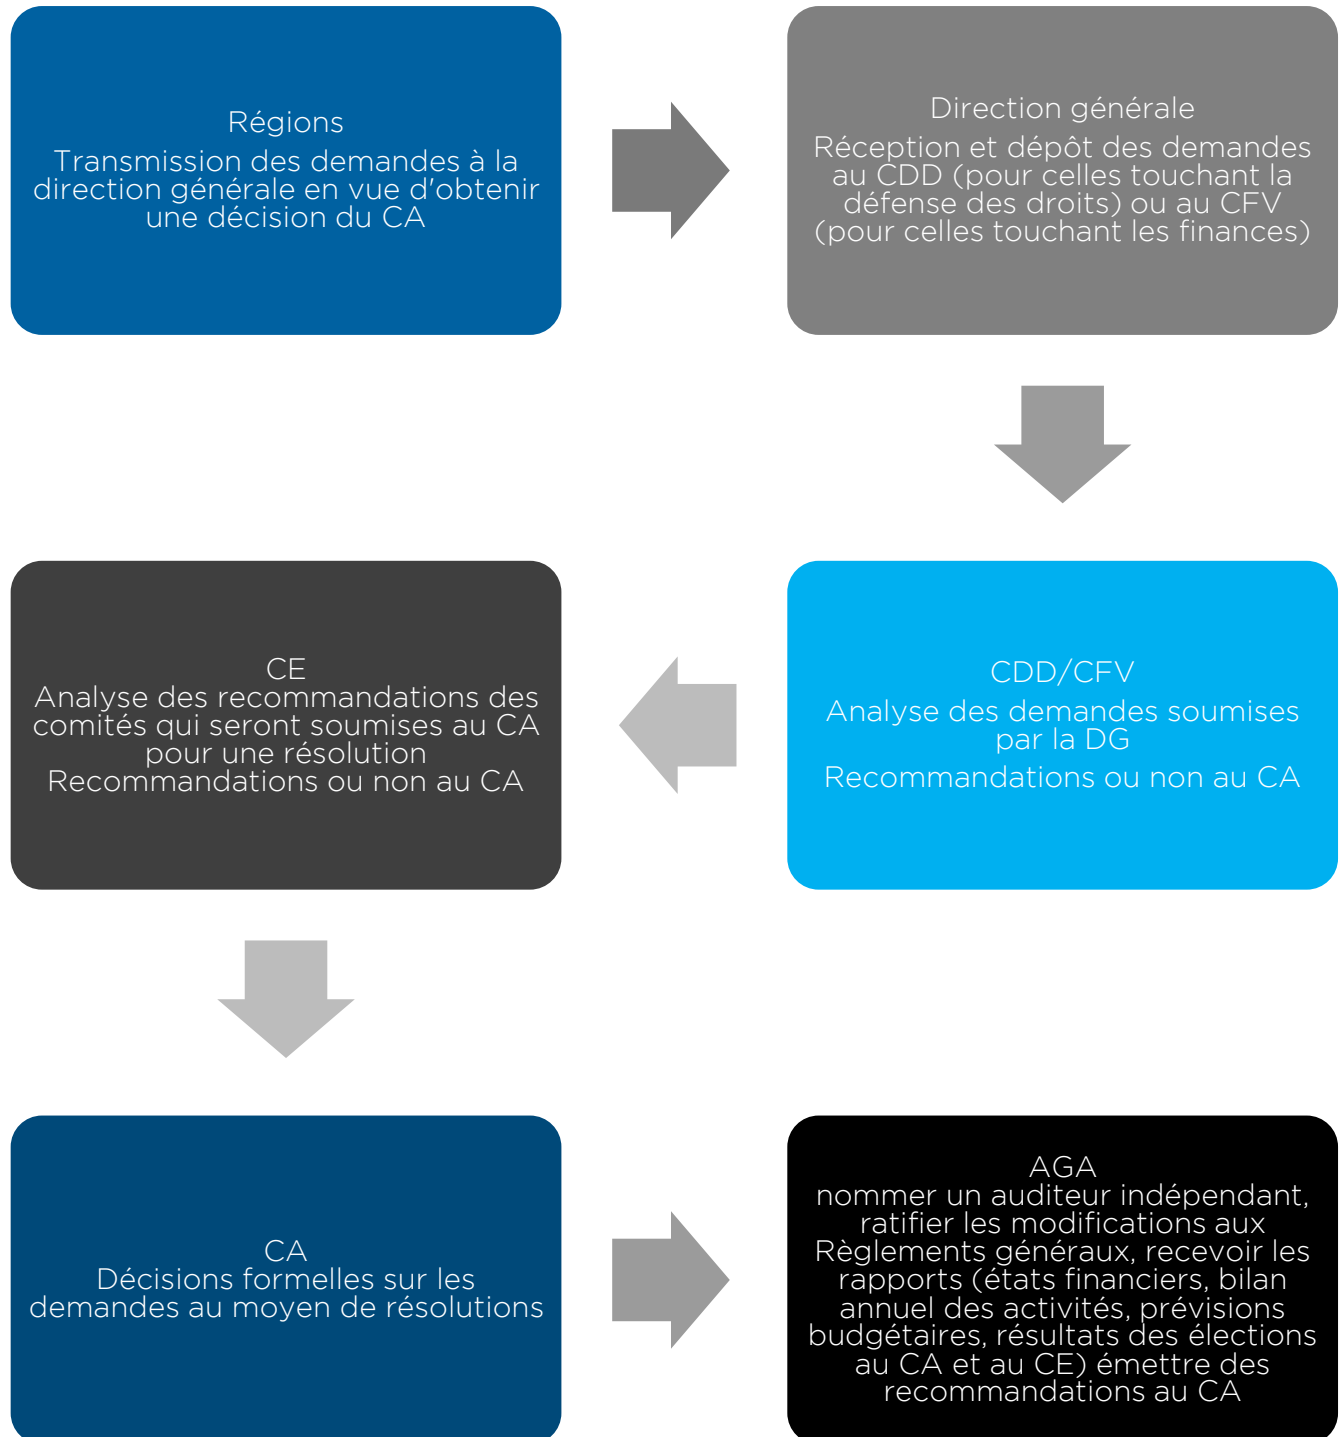 Régions
Transmission des demandes à la
direction générale en vue d'obtenir
une décision du CA
Direction générale
Réception et dépôt des demandes
au CDD (pour celles touchant la
défense des droits) ou au CFV
(pour celles touchant les finances)
CDD/CFV
Analyse des demandes soumises
par la DG
Recommandations ou non au CA
CE
Analyse des recommandations des
comités qui seront soumises au CA
pour une résolution
Recommandations ou non au CA
CA
Décisions formelles sur les
demandes au moyen de résolutions
AGA
nommer un auditeur indépendant,
ratifier les modifications aux
Règlements généraux, recevoir les
rapports (états financiers, bilan
annuel des activités, prévisions
budgétaires, résultats des élections
au CA et au CE) émettre des
recommandations au CA